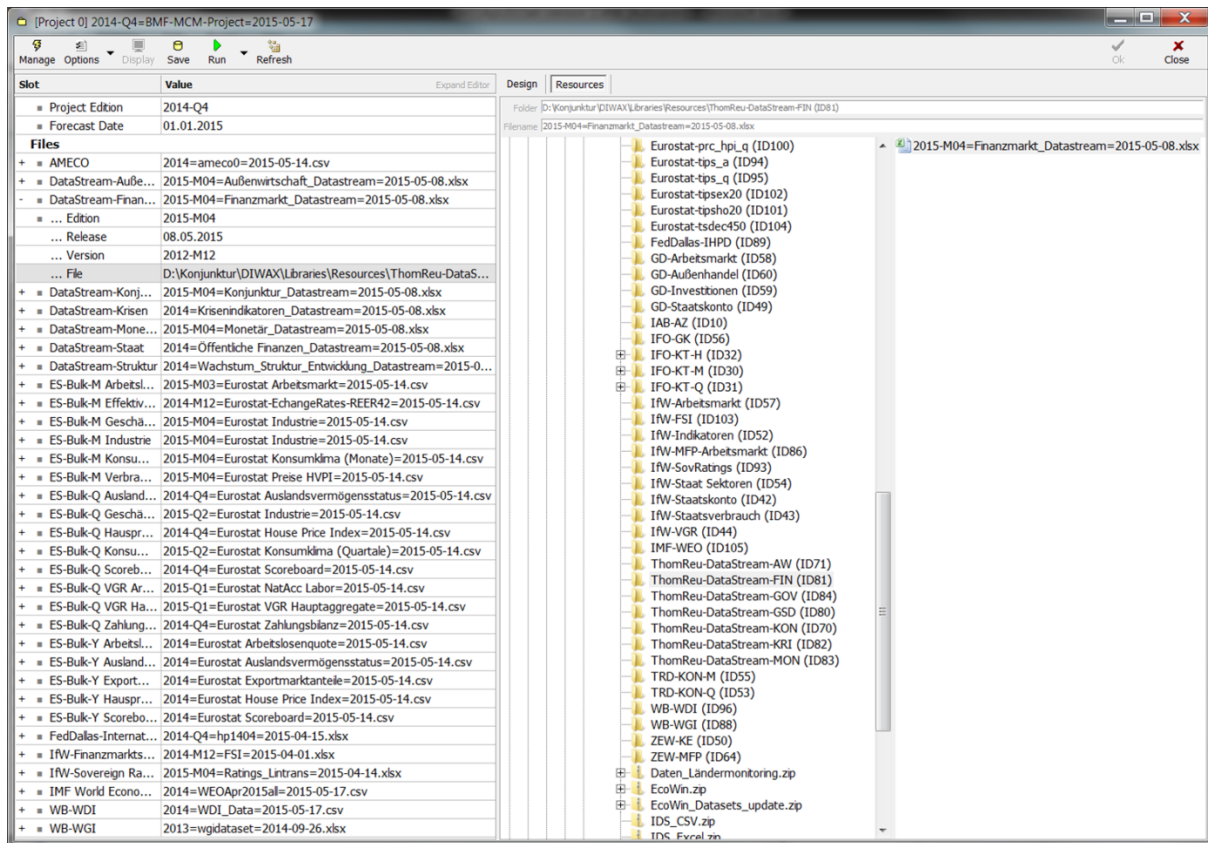 [Project 0] 2014-Q4=BMF-MCM-Project=2015-05-17
Manage Options Display Save Run Refresh Ok Close
Slot Value Expand Editor
Project Edition 2014-Q4
Forecast Date 01.01.2015
Files
+ AMECO 2014=ameco0=2015-05-14.csv
+ DataStream-Auße... 2015-M04=Außenwirtschaft_Datastream=2015-05-08.xlsx
- DataStream-Finan... 2015-M04=Finanzmarkt_Datastream=2015-05-08.xlsx
... Edition 2015-M04
... Release 08.05.2015
... Version 2012-M12
... File D:\Konjunktur\DIWAX\Libraries\Resources\ThomReu-DataS...
+ DataStream-Konj... 2015-M04=Konjunktur_Datastream=2015-05-08.xlsx
+ DataStream-Krisen 2014=Krisenindikatoren_Datastream=2015-05-08.xlsx
+ DataStream-Mone... 2015-M04=Monetär_Datastream=2015-05-08.xlsx
+ DataStream-Staat 2014=Öffentliche Finanzen_Datastream=2015-05-08.xlsx
+ DataStream-Struktur 2014=Wachstum_Struktur_Entwicklung_Datastream=2015-0...
+ ES-Bulk-M Arbeitsl... 2015-M03=Eurostat Arbeitsmarkt=2015-05-14.csv
+ ES-Bulk-M Effektiv... 2014-M12=Eurostat-EchangeRates-REER42=2015-05-14.csv
+ ES-Bulk-M Geschä... 2015-M04=Eurostat Industrie=2015-05-14.csv
+ ES-Bulk-M Industrie 2015-M04=Eurostat Industrie=2015-05-14.csv
+ ES-Bulk-M Konsu... 2015-M04=Eurostat Konsumklima (Monate)=2015-05-14.csv
+ ES-Bulk-M Verbra... 2015-M04=Eurostat Preise HVPI=2015-05-14.csv
+ ES-Bulk-Q Ausland... 2014-Q4=Eurostat Auslandsvermögensstatus=2015-05-14.csv
+ ES-Bulk-Q Geschä... 2015-Q2=Eurostat Industrie=2015-05-14.csv
+ ES-Bulk-Q Hauspr... 2014-Q4=Eurostat House Price Index=2015-05-14.csv
+ ES-Bulk-Q Konsu... 2015-Q2=Eurostat Konsumklima (Quartale)=2015-05-14.csv
+ ES-Bulk-Q Scoreb... 2014-Q4=Eurostat Scoreboard=2015-05-14.csv
+ ES-Bulk-Q VGR Ar... 2015-Q1=Eurostat NatAcc Labor=2015-05-14.csv
+ ES-Bulk-Q VGR Ha... 2015-Q1=Eurostat VGR Hauptaggregate=2015-05-14.csv
+ ES-Bulk-Q Zahlung... 2014-Q4=Eurostat Zahlungsbilanz=2015-05-14.csv
+ ES-Bulk-Y Arbeitsl... 2014=Eurostat Arbeitslosenquote=2015-05-14.csv
+ ES-Bulk-Y Ausland... 2014=Eurostat Auslandsvermögensstatus=2015-05-14.csv
+ ES-Bulk-Y Export... 2014=Eurostat Exportmarktanteile=2015-05-14.csv
+ ES-Bulk-Y Hauspr... 2014=Eurostat House Price Index=2015-05-14.csv
+ ES-Bulk-Y Scorebo... 2014=Eurostat Scoreboard=2015-05-14.csv
+ FedDallas-Internat... 2014-Q4=hp1404=2015-04-15.xlsx
+ IfW-Finanzmarkts... 2014-M12=FSI=2015-04-01.xlsx
+ IfW-Sovereign Ra... 2015-M04=Ratings_Lintrans=2015-04-14.xlsx
+ IMF World Econo... 2014=WEOApr2015all=2015-05-17.csv
+ WB-WDI 2014=WDI_Data=2015-05-17.csv
+ WB-WGI 2013=wgidataset=2014-09-26.xlsx
Design Resources
Folder D:\Konjunktur\DIWAX\Libraries\Resources\ThomReu-DataStream-FIN (ID81)
Filename 2015-M04=Finanzmarkt_Datastream=2015-05-08.xlsx
Eurostat-prc_hpi_q (ID100)
Eurostat-tips_a (ID94)
Eurostat-tips_q (ID95)
Eurostat-tipsex20 (ID102)
Eurostat-tipsho20 (ID101)
Eurostat-tsdec450 (ID104)
FedDallas-IHPD (ID89)
GD-Arbeitsmarkt (ID58)
GD-Außenhandel (ID60)
GD-Investitionen (ID59)
GD-Staatskonto (ID49)
IAB-AZ (ID10)
IFO-GK (ID56)
IFO-KT-H (ID32)
IFO-KT-M (ID30)
IFO-KT-Q (ID31)
IfW-Arbeitsmarkt (ID57)
IfW-FSI (ID103)
IfW-Indikatoren (ID52)
IfW-MFP-Arbeitsmarkt (ID86)
IfW-SovRatings (ID93)
IfW-Staat Sektoren (ID54)
IfW-Staatskonto (ID42)
IfW-Staatsverbrauch (ID43)
IfW-VGR (ID44)
IMF-WEO (ID105)
ThomReu-DataStream-AW (ID71)
ThomReu-DataStream-FIN (ID81)
ThomReu-DataStream-GOV (ID84)
ThomReu-DataStream-GSD (ID80)
ThomReu-DataStream-KON (ID70)
ThomReu-DataStream-KRI (ID82)
ThomReu-DataStream-MON (ID83)
TRD-KON-M (ID55)
TRD-KON-Q (ID53)
WB-WDI (ID96)
WB-WGI (ID88)
ZEW-KE (ID50)
ZEW-MFP (ID64)
Daten_Ländermonitoring.zip
EcoWin.zip
EcoWin_Datasets_update.zip
IDS_CSV.zip
IDS_Excel.zip
2015-M04=Finanzmarkt_Datastream=2015-05-08.xlsx